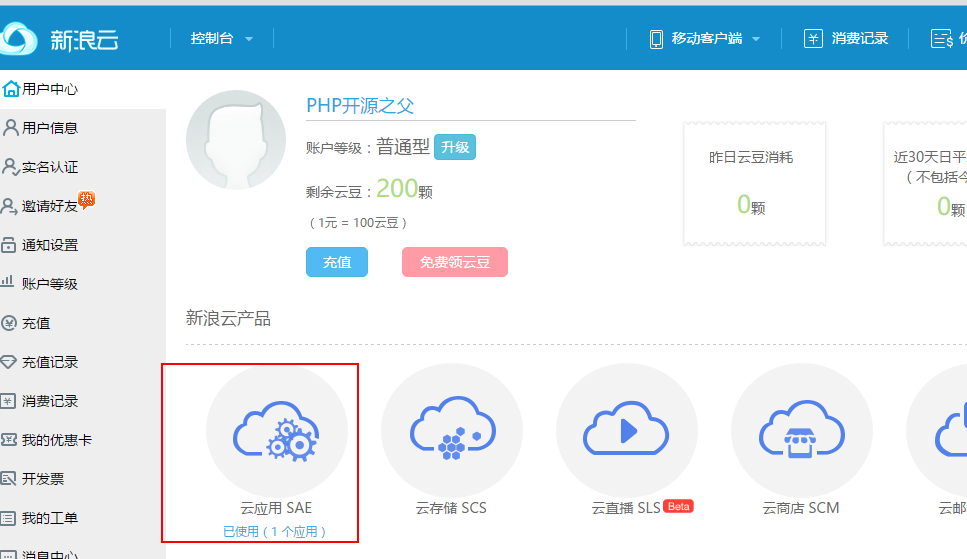 新浪云
控制台
移动客户端
消费记录
用户中心
用户信息
实名认证
邀请好友
热
通知设置
账户等级
充值
充值记录
消费记录
我的优惠卡
开发票
我的工单
消息中心
PHP开源之父
账户等级：普通型 升级
剩余云豆：200颗
（1元 = 100云豆）
充值
免费领云豆
昨日云豆消耗
0颗
近30天日平
（不包括今
0颗
新浪云产品
云应用 SAE
已使用（1 个应用）
云存储 SCS
云直播 SLS Beta
云商店 SCM
云邮